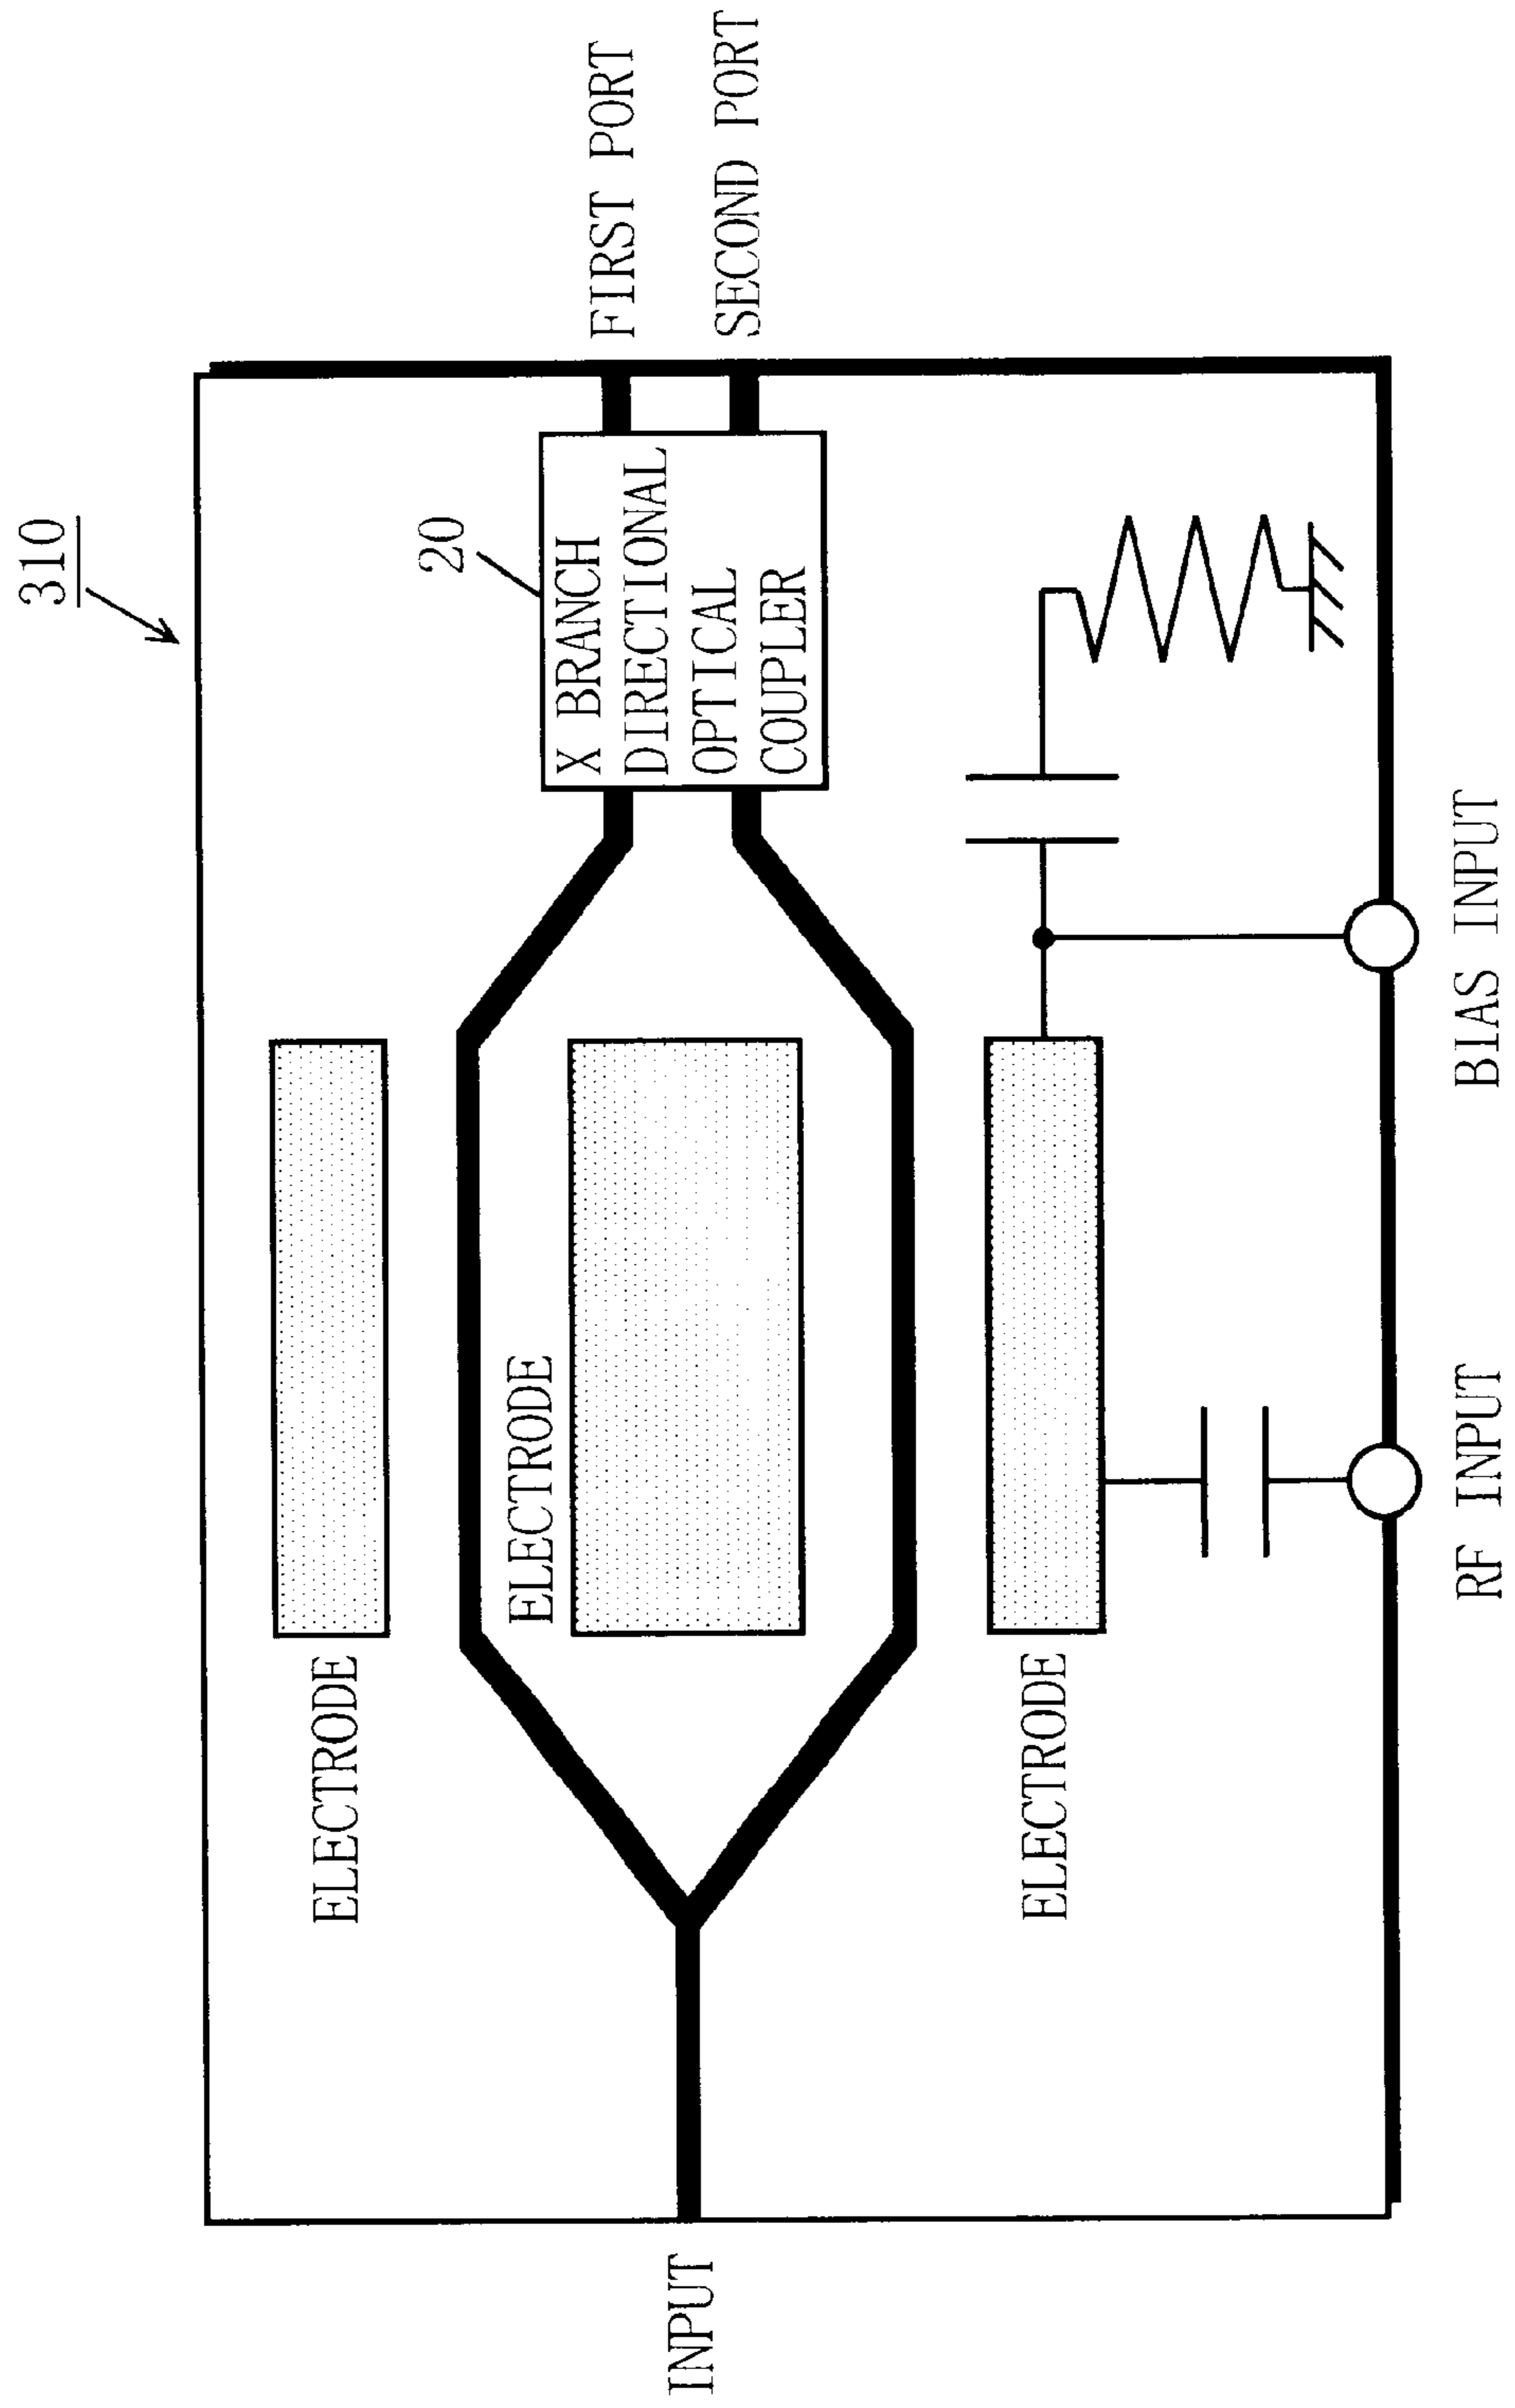 310
20
FIRST PORT
SECOND PORT
X BRANCH
DIRECTIONAL
OPTICAL
COUPLER
ELECTRODE
ELECTRODE
ELECTRODE
INPUT
RF INPUT
BIAS INPUT